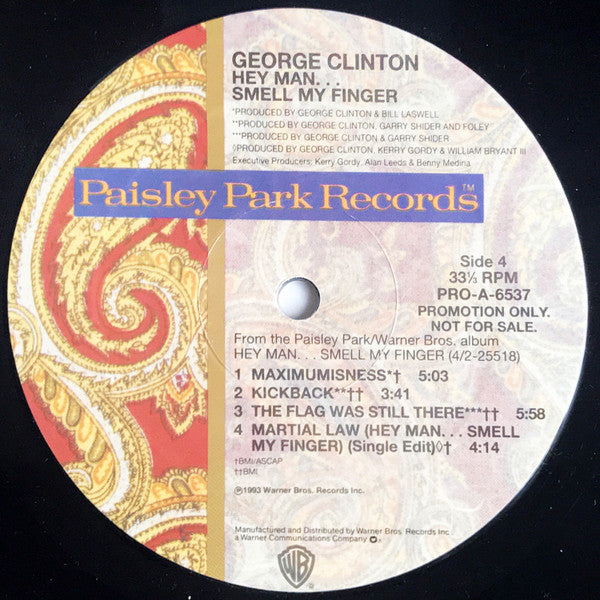 GEORGE CLINTON
HEY MAN. . .
SMELL MY FINGER
*PRODUCED BY GEORGE CLINTON & BILL LASWELL
**PRODUCED BY GEORGE CLINTON, GARRY SHIDER AND FOLEY
***PRODUCED BY GEORGE CLINTON & GARRY SHIDER
◊PRODUCED BY GEORGE CLINTON, KERRY GORDY & WILLIAM BRYANT III
Executive Producers; Kerry Gordy, Alan Leeds & Benny Medina
Paisley Park Records™
Side 4
33⅓ RPM
PRO-A-6537
PROMOTION ONLY.
NOT FOR SALE.
From the Paisley Park/Warner Bros. album
HEY MAN. . . SMELL MY FINGER (4/2-25518)
1 MAXIMUMISNESS*† 5:03
2 KICKBACK**†† 3:41
3 THE FLAG WAS STILL THERE***†† 5:58
4 MARTIAL LAW (HEY MAN. . . SMELL
MY FINGER) (Single Edit)◊† 4:14
†BMI/ASCAP
††BMI
℗1993 Warner Bros. Records Inc.
Manufactured and Distributed by Warner Bros. Records Inc.,
a Warner Communications Company
WB